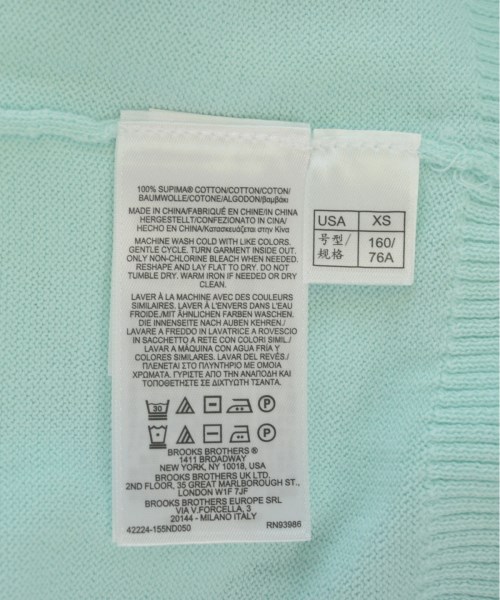 100% SUPIMA® COTTON/COTTON/COTON/
BAUMWOLLE/COTONE/ALGODON/βαμβάκι
MADE IN CHINA/FABRIQUÉ EN CHINE/IN CHINA
HERGESTELLT/CONFEZIONATO IN CINA/
HECHO EN CHINA/Κατασκευάζεται στην Κίνα
MACHINE WASH COLD WITH LIKE COLORS.
GENTLE CYCLE. TURN GARMENT INSIDE OUT.
ONLY NON-CHLORINE BLEACH WHEN NEEDED.
RESHAPE AND LAY FLAT TO DRY. DO NOT
TUMBLE DRY. WARM IRON IF NEEDED OR DRY
CLEAN.
LAVER À LA MACHINE AVEC DES COULEURS
SIMILAIRES. LAVER À L'ENVERS DANS L'EAU
FROIDE./MIT ÄHNLICHEN FARBEN WASCHEN.
DIE INNENSEITE NACH AUßEN KEHREN./
LAVARE A FREDDO IN LAVATRICE A ROVESCIO
IN SACCHETTO A RETE CON COLORI SIMIL./
LAVAR A MÁQUINA CON AGUA FRÍA Y
COLORES SIMILARES. LAVAR DEL REVÉS./
ΠΛΕΝΕΤΑΙ ΣΤΟ ΠΛΥΝΤΗΡΙΟ ΜΕ ΟΜΟΙΑ
ΧΡΩΜΑΤΑ. ΓΥΡΙΣΤΕ ΑΠΟ ΤΗΝ ΑΝΑΠΟΔΗ ΚΑΙ
ΤΟΠΟΘΕΤΗΣΤΕ ΣΕ ΔΙΧΤΥΩΤΗ ΤΣΑΝΤΑ.
30 P
P
BROOKS BROTHERS ®
1411 BROADWAY
NEW YORK, NY 10018, USA
BROOKS BROTHERS UK LTD.
2ND FLOOR, 35 GREAT MARLBOROUGH ST.,
LONDON W1F 7JF
BROOKS BROTHERS EUROPE SRL
VIA V.FORCELLA, 3
20144 - MILANO ITALY
42224-155ND050 RN93986
USA XS
号型/规格 160/76A